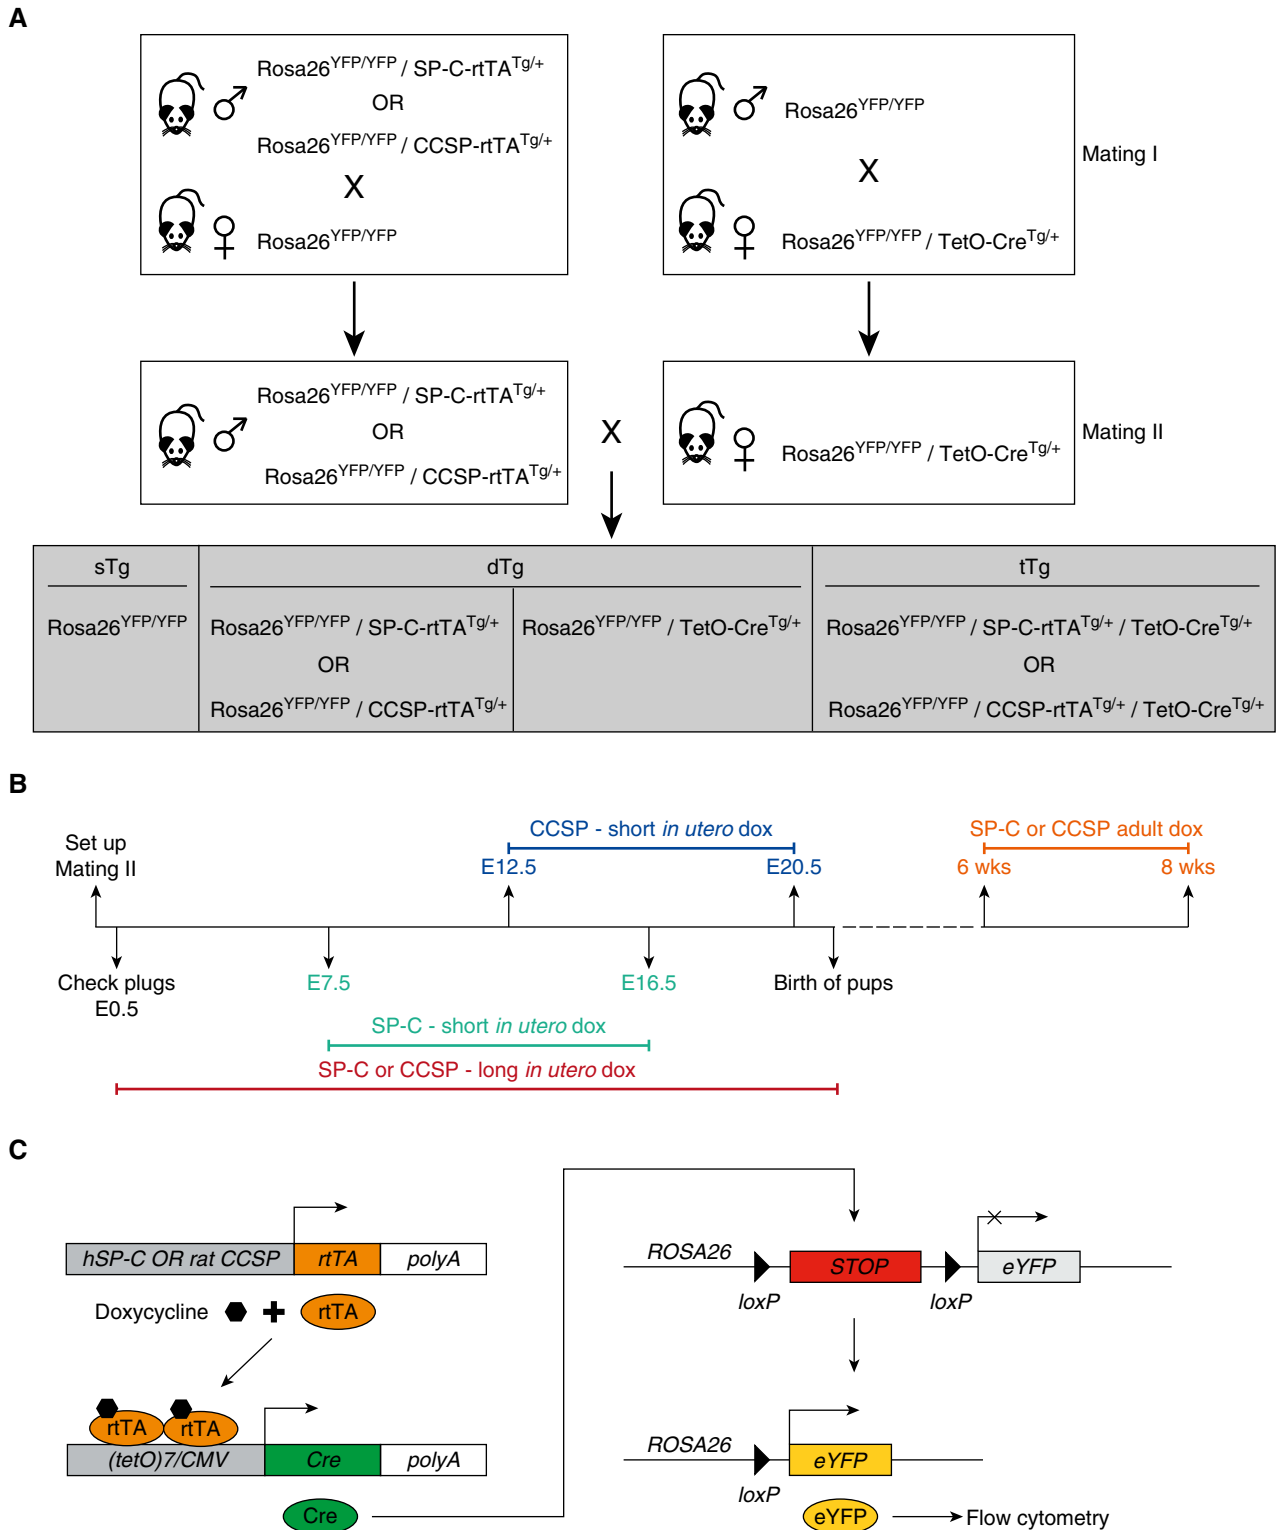 A
Rosa26YFP/YFP / SP-C-rtTATg/+
OR
Rosa26YFP/YFP / CCSP-rtTATg/+
X
Rosa26YFP/YFP
Rosa26YFP/YFP
X
Rosa26YFP/YFP / TetO-CreTg/+
Mating I
Rosa26YFP/YFP / SP-C-rtTATg/+
OR
Rosa26YFP/YFP / CCSP-rtTATg/+
X
Rosa26YFP/YFP / TetO-CreTg/+
Mating II
sTg
Rosa26YFP/YFP
dTg
Rosa26YFP/YFP / SP-C-rtTATg/+
OR
Rosa26YFP/YFP / CCSP-rtTATg/+
Rosa26YFP/YFP / TetO-CreTg/+
tTg
Rosa26YFP/YFP / SP-C-rtTATg/+ / TetO-CreTg/+
OR
Rosa26YFP/YFP / CCSP-rtTATg/+ / TetO-CreTg/+
B
Set up
Mating II
CCSP - short in utero dox
E12.5
E20.5
SP-C or CCSP adult dox
6 wks
8 wks
Check plugs
E0.5
E7.5
E16.5
Birth of pups
SP-C - short in utero dox
SP-C or CCSP - long in utero dox
C
hSP-C OR rat CCSP
rtTA
polyA
Doxycycline
rtTA
rtTA
rtTA
(tetO)7/CMV
Cre
polyA
Cre
ROSA26
loxP
STOP
loxP
eYFP
ROSA26
loxP
eYFP
eYFP
Flow cytometry